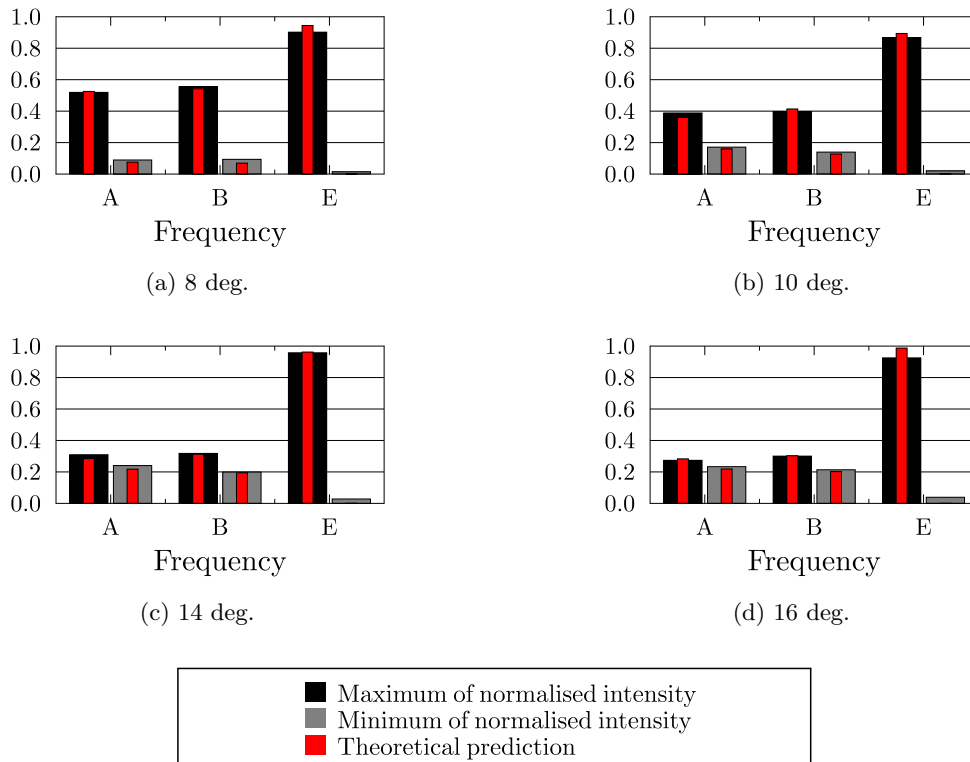 1.0
0.8
0.6
0.4
0.2
0.0
A B E
Frequency
(a) 8 deg.
1.0
0.8
0.6
0.4
0.2
0.0
A B E
Frequency
(b) 10 deg.
1.0
0.8
0.6
0.4
0.2
0.0
A B E
Frequency
(c) 14 deg.
1.0
0.8
0.6
0.4
0.2
0.0
A B E
Frequency
(d) 16 deg.
Maximum of normalised intensity
Minimum of normalised intensity
Theoretical prediction